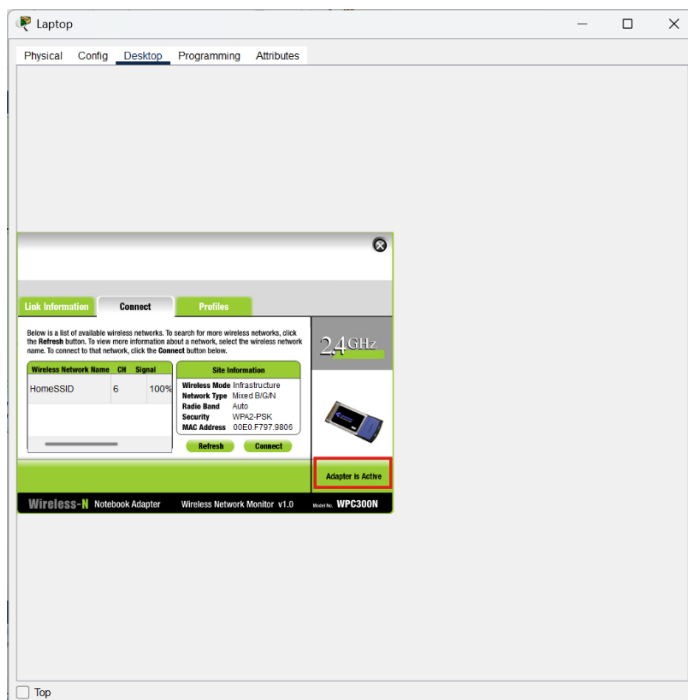 Laptop
Physical Config Desktop Programming Attributes
Link Information Connect Profiles
Below is a list of available wireless networks. To search for more wireless networks, click
the Refresh button. To view more information about a network, select the wireless network
name. To connect to that network, click the Connect button below.
2.4GHz
Wireless Network Name CH Signal
HomeSSID 6 100%
Site Information
Wireless Mode Infrastructure
Network Type Mixed B/G/N
Radio Band Auto
Security WPA2-PSK
MAC Address 00E0.F797.9806
Refresh Connect
Adapter is Active
Wireless-N Notebook Adapter Wireless Network Monitor v1.0 Model No. WPC300N
Top